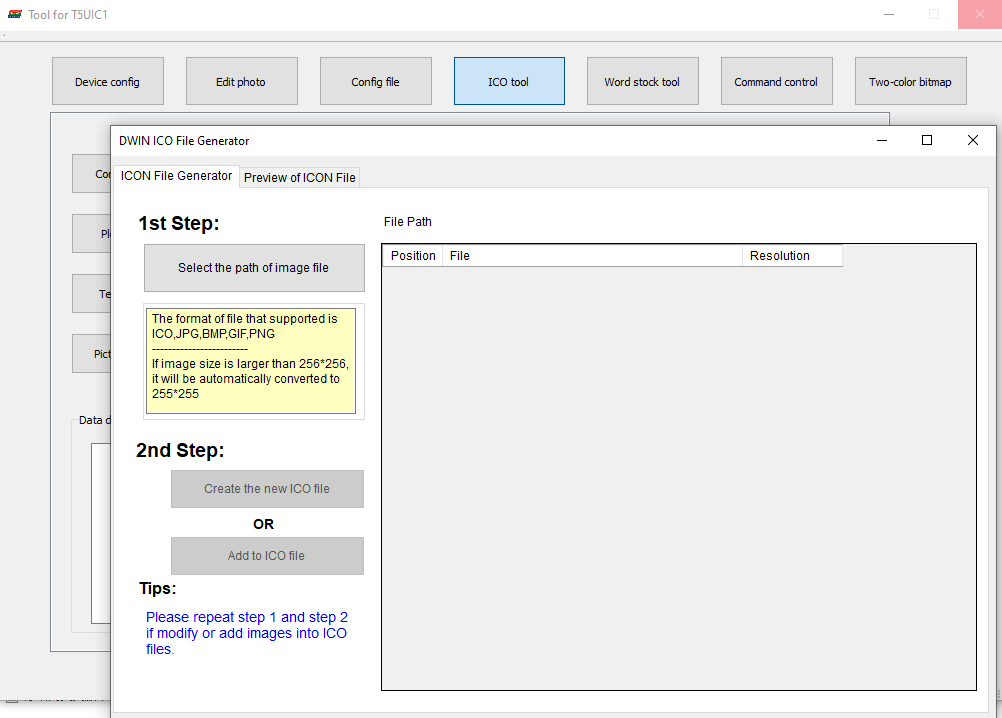 Tool for T5UIC1
Device config
Edit photo
Config file
ICO tool
Word stock tool
Command control
Two-color bitmap
DWIN ICO File Generator
ICON File Generator
Preview of ICON File
1st Step:
Select the path of image file
The format of file that supported is
ICO,JPG,BMP,GIF,PNG
------------------------
If image size is larger than 256*256,
it will be automatically converted to
255*255
2nd Step:
Create the new ICO file
OR
Add to ICO file
Tips:
Please repeat step 1 and step 2
if modify or add images into ICO
files.
File Path
Position File Resolution
Data d